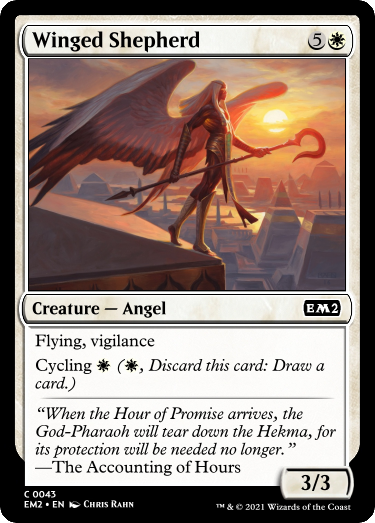 Winged Shepherd 5
Creature — Angel EM2
Flying, vigilance
Cycling (, Discard this card: Draw a
card.)
“When the Hour of Promise arrives, the
God-Pharaoh will tear down the Hekma, for
its protection will be needed no longer.”
—The Accounting of Hours
3/3
C 0043
EM2 • EN Chris Rahn
™ & © 2021 Wizards of the Coast